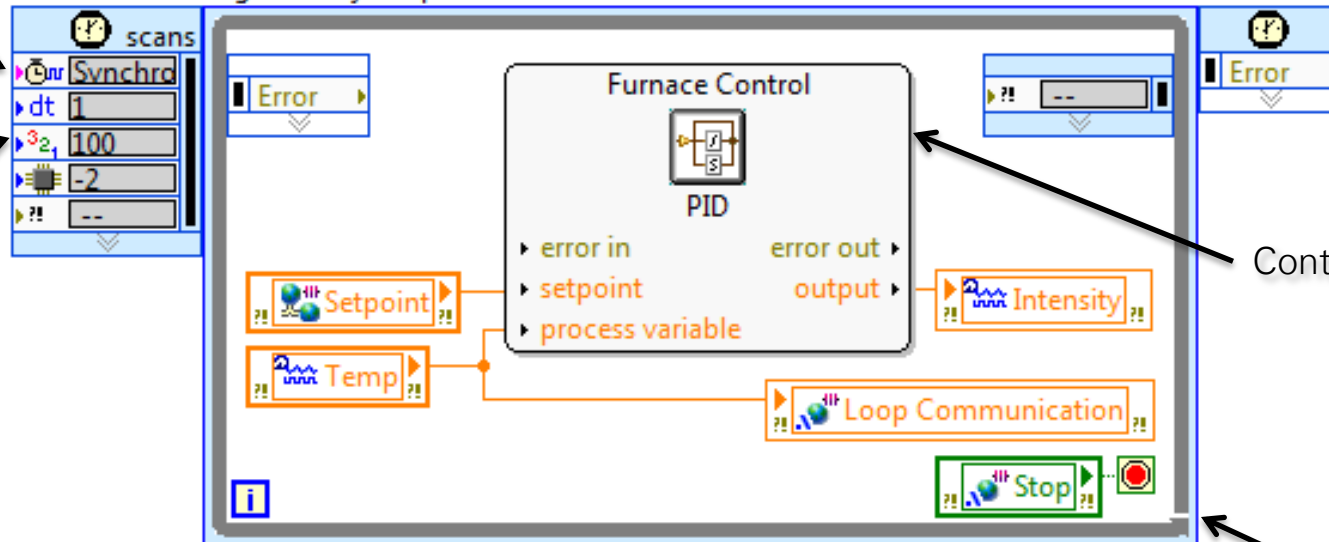 scans
Synchro
dt 1
321 100
-2
?! --
Error
Furnace Control
PID
error in error out
setpoint output
process variable
?! --
Error
Setpoint
Temp
Intensity
Loop Communication
Stop
i
Cont